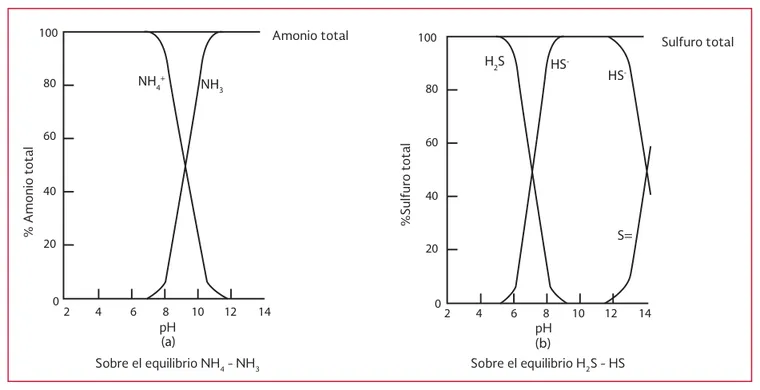 100
80
60
40
20
0
% Amonio total
NH4+
NH3
Amonio total
2 4 6 8 10 12 14
pH
(a)
Sobre el equilibrio NH4 - NH3
100
80
60
40
20
0
%Sulfuro total
H2S
HS-
HS-
S=
Sulfuro total
2 4 6 8 10 12 14
pH
(b)
Sobre el equilibrio H2S - HS